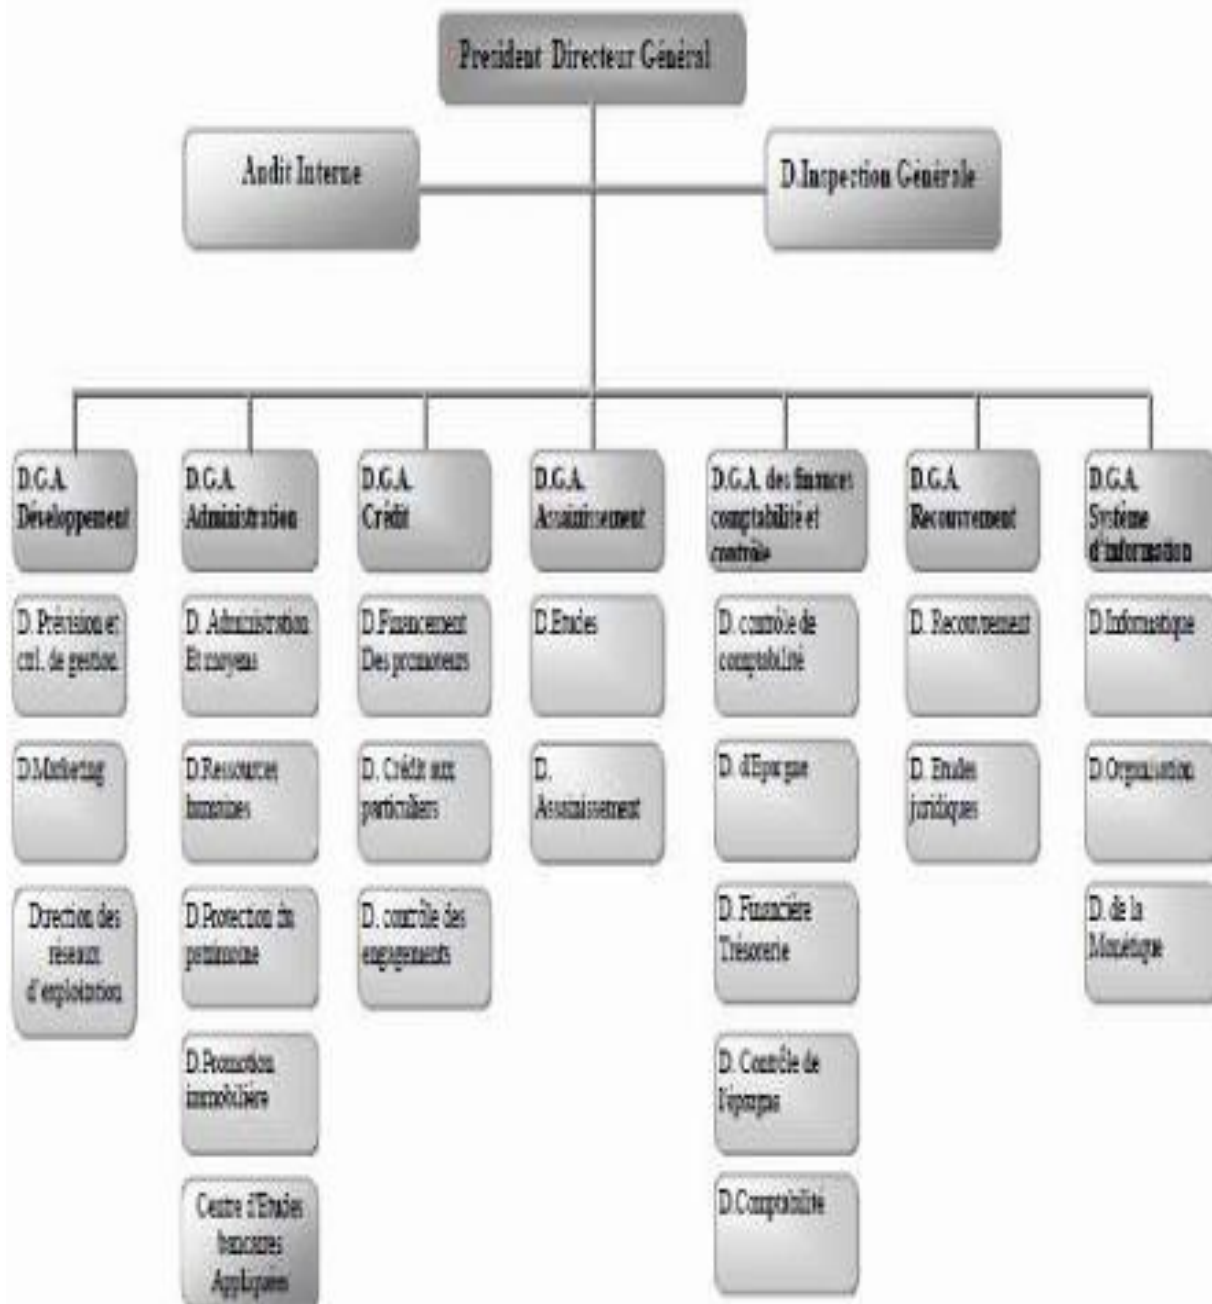 Président Directeur Général
Audit Interne
D.Inspection Générale
D.G.A.
Développement
D. Prévision et
ctrl. de gestion
D.Marketing
Direction des
réseaux
d'exploitation
D.G.A.
Administration
D. Administration
Et moyens
D.Ressources
humaines
D.Protection du
patrimoine
D.Promotion
immobilière
Centre d'Etudes
bancaires
Appliquées
D.G.A.
Crédit
D.Financement
Des promoteurs
D. Crédit aux
particuliers
D. contrôle des
engagements
D.G.A.
Assainissement
D.Etudes
D.
Assainissement
D.G.A. des finances
comptabilité et
contrôle
D. contrôle de
comptabilité
D. d'Epargne
D. Financière
Trésorerie
D. Contrôle de
l'épargne
D.Comptabilité
D.G.A.
Recouvrement
D. Recouvrement
D. Etudes
juridiques
D.G.A.
Système
d'information
D.Informatique
D.Organisation
D. de la
Monétique